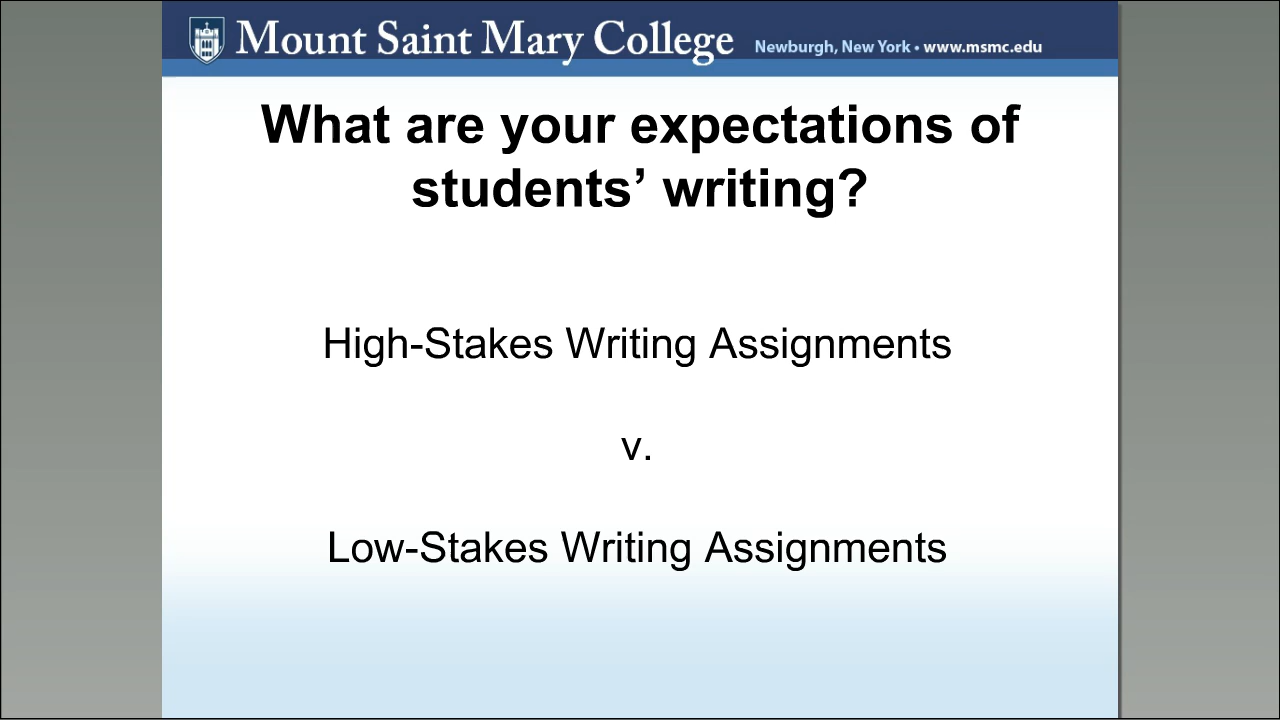 Mount Saint Mary College Newburgh, New York • www.msmc.edu
What are your expectations of
students’ writing?
High-Stakes Writing Assignments
v.
Low-Stakes Writing Assignments